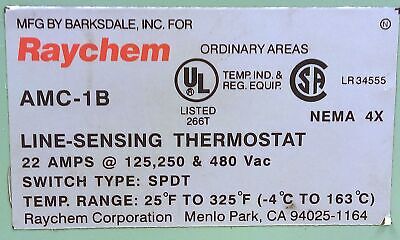 MFG BY BARKSDALE, INC. FOR
N
Raychem
ORDINARY AREAS
AMC-1B
UL
LISTED
266T
TEMP. IND. &
REG. EQUIP.
SA
LR 34555
NEMA 4X
LINE-SENSING THERMOSTAT
22 AMPS @ 125,250 & 480 Vac
SWITCH TYPE: SPDT
TEMP. RANGE: 25°F TO 325°F (-4°C TO 163°C)
Raychem Corporation Menlo Park, CA 94025-1164